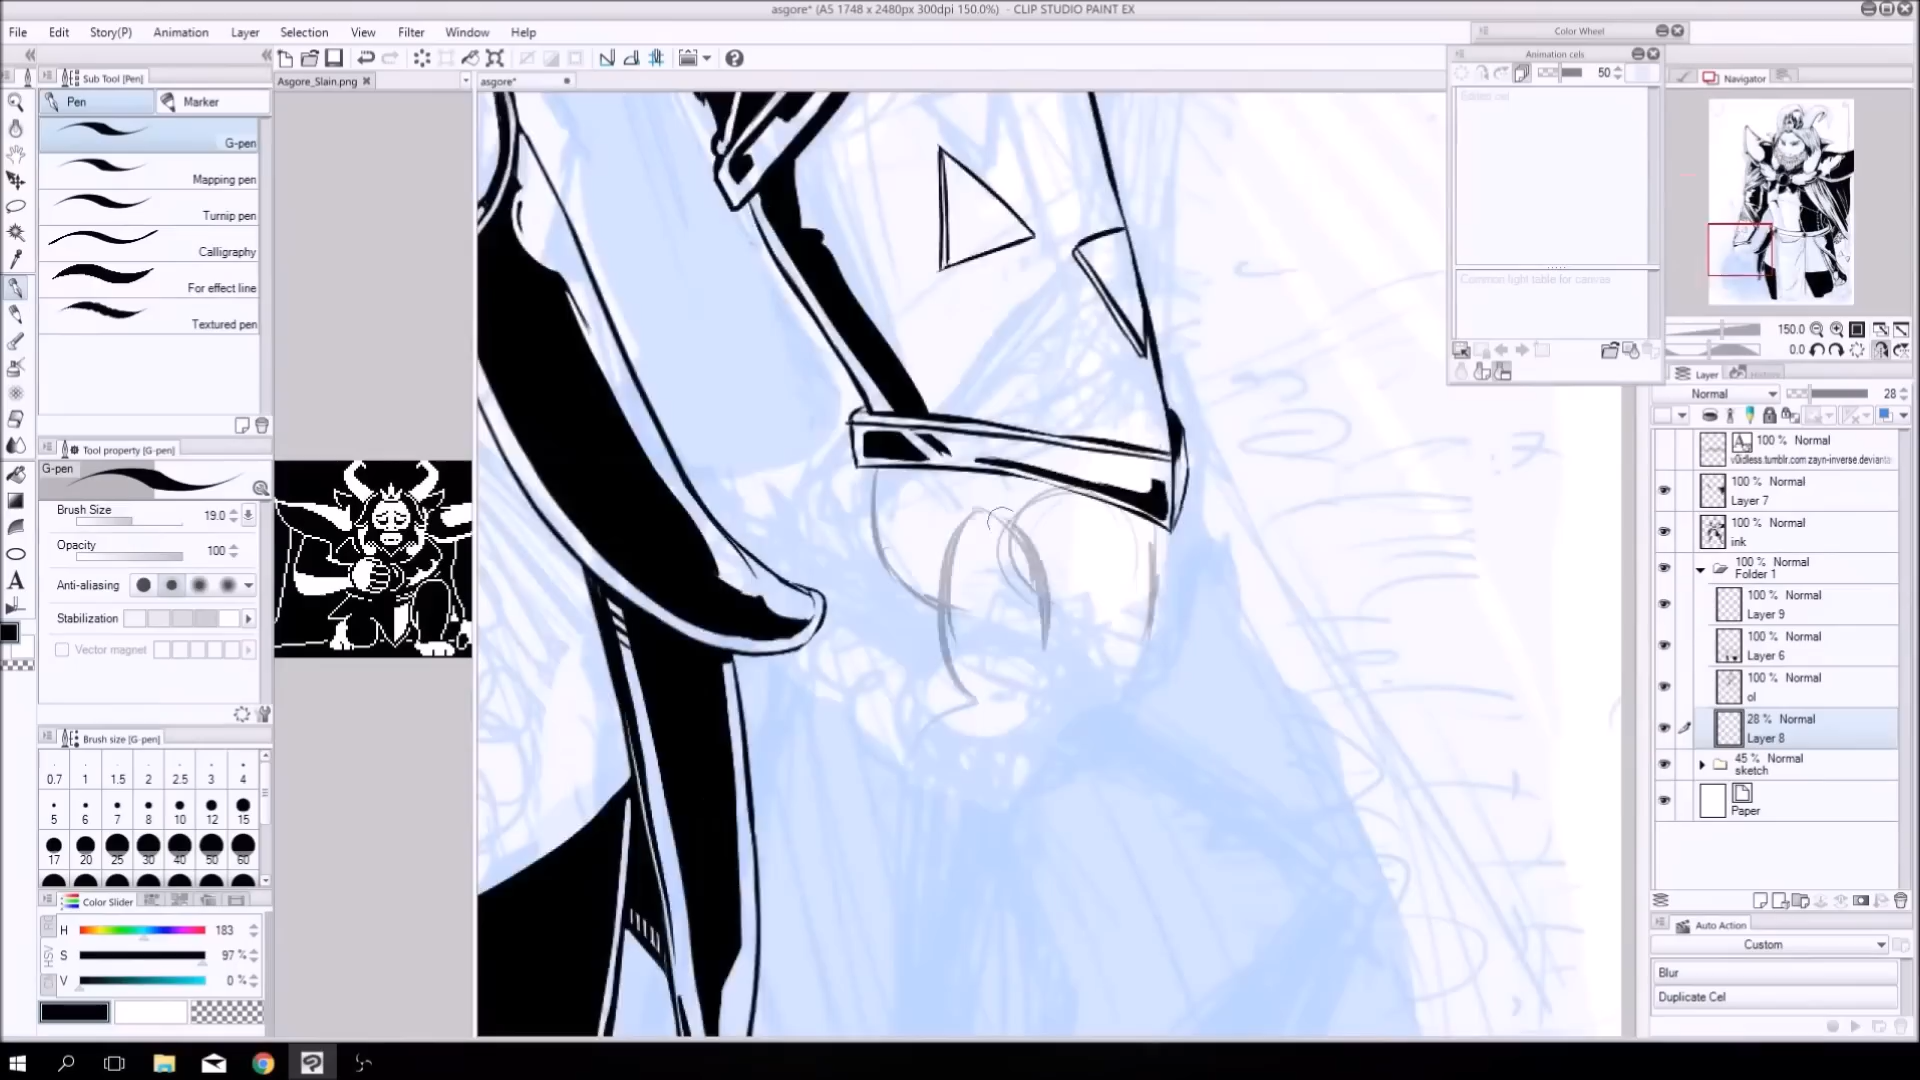 asgore* (A5 1748 x 2480px 300dpi 150.0%) - CLIP STUDIO PAINT EX
File Edit Story(P) Animation Layer Selection View Filter Window Help
Color Wheel
Animation cels
50
Edited cel
Common light table for canvas
Navigator
150.0
0.0
Sub Tool [Pen]
Pen Marker
G-pen
Mapping pen
Turnip pen
Calligraphy
For effect line
Textured pen
Asgore_Slain.png
asgore*
Tool property [G-pen]
G-pen
Brush Size 19.0
Opacity 100
Anti-aliasing
Stabilization
Vector magnet
Brush size [G-pen]
0.7 1 1.5 2 2.5 3 4
5 6 7 8 10 12 15
17 20 25 30 40 50 60
Color Slider
HSV
H 183
S 97 %
V 0 %
Layer History
Normal 28
100 % Normal
v0idless.tumblr.com zayn-inverse.devianta
100 % Normal
Layer 7
100 % Normal
ink
100 % Normal
Folder 1
100 % Normal
Layer 9
100 % Normal
Layer 6
100 % Normal
ol
28 % Normal
Layer 8
45 % Normal
sketch
Paper
Auto Action
Custom
Blur
Duplicate Cel